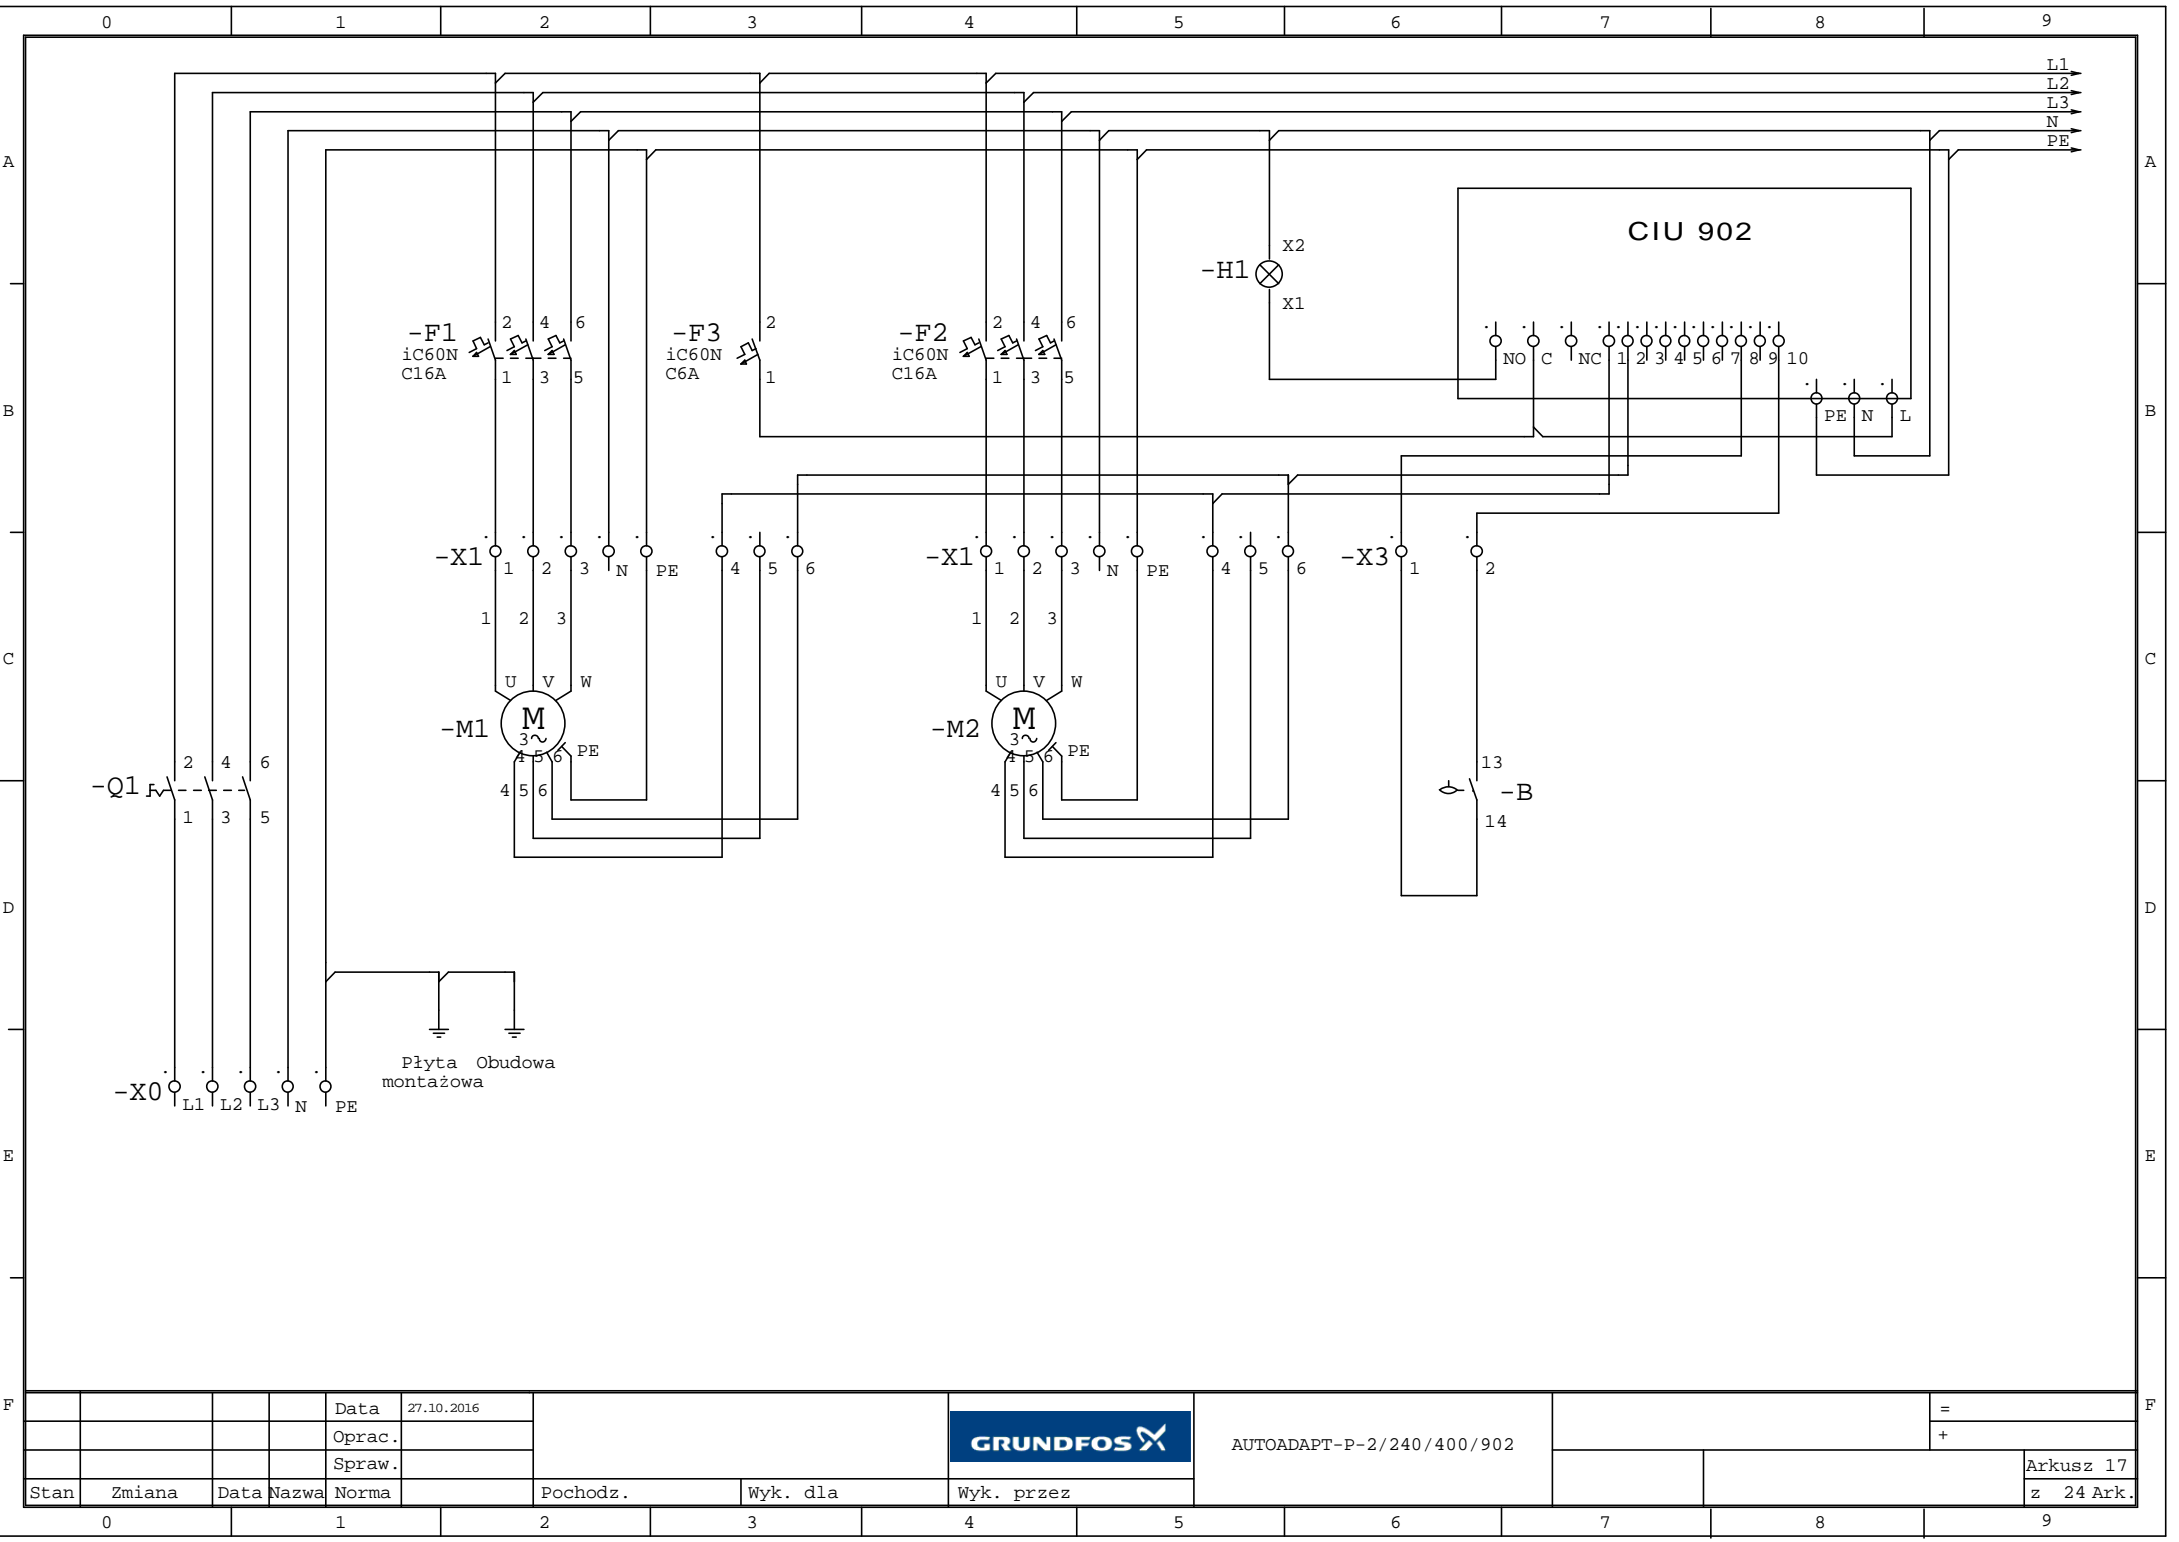 0 1 2 3 4 5 6 7 8 9
L1
L2
L3
N
PE
A A
CIU 902
X2
-H1
X1
-F1 2 4 6
iC60N
C16A 1 3 5
-F3 2
iC60N
C6A 1
-F2 2 4 6
iC60N
C16A 1 3 5
NO C NC 1 2 3 4 5 6 7 8 9 10
B B
PE N L
-X1 1 2 3 N PE 4 5 6
-X1 1 2 3 N PE 4 5 6
-X3 1 2
1 2 3
1 2 3
C C
U V W
U V W
-M1 M 3~
4 5 6 PE
-M2 M 3~
4 5 6 PE
4 5 6
4 5 6
2 4 6
-Q1
1 3 5
13
-B
14
D D
Płyta montażowa
Obudowa
-X0 L1 L2 L3 N PE
E E
F F
Data 27.10.2016
Oprac.
Spraw.
Stan Zmiana Data Nazwa Norma Pochodz. Wyk. dla Wyk. przez
GRUNDFOS
AUTOADAPT-P-2/240/400/902
=
+
Arkusz 17
z 24 Ark.
0 1 2 3 4 5 6 7 8 9